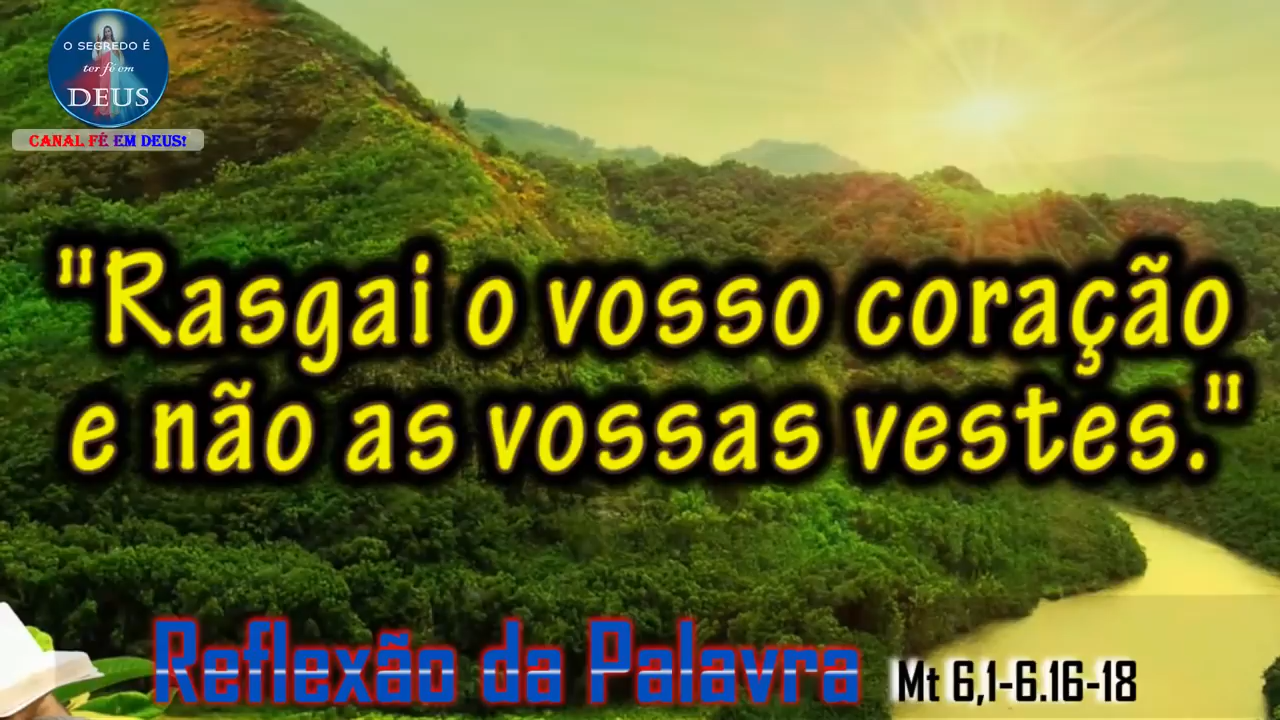 O SEGREDO É
ter fé em
DEUS
CANAL FÉ EM DEUS!
"Rasgai o vosso coração
e não as vossas vestes."
Reflexão da Palavra Mt 6,1-6.16-18